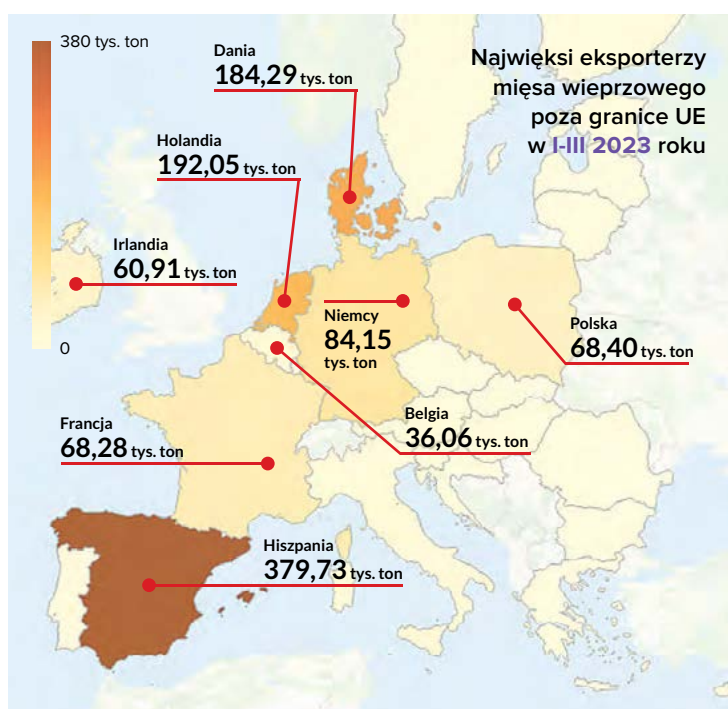 380 tys. ton
0
Najwięksi eksporterzy
mięsa wieprzowego
poza granice UE
w I-III 2023 roku
Dania
184,29 tys. ton
Holandia
192,05 tys. ton
Irlandia
60,91 tys. ton
Niemcy
84,15
tys. ton
Polska
68,40 tys. ton
Belgia
36,06 tys. ton
Francja
68,28 tys. ton
Hiszpania
379,73 tys. ton